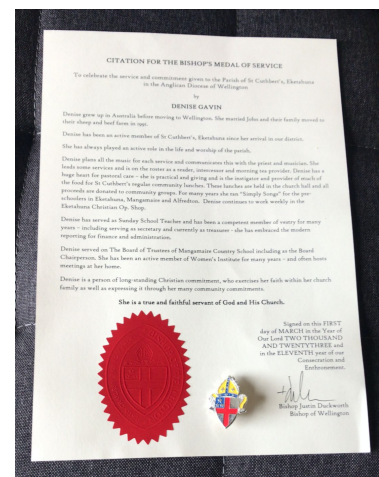 CITATION FOR THE BISHOP'S MEDAL OF SERVICE
To celebrate the service and commitment given to the Parish of St Cuthbert's, Eketahuna
in the Anglican Diocese of Wellington
by
DENISE GAVIN
Denise grew up in Australia before moving to Wellington. She married John and their family moved to
their sheep and beef farm in 1991.
Denise has been an active member of St Cuthbert's, Eketahuna since her arrival in our district.
She has always played an active role in the life and worship of the parish.
Denise plans all the music for each service and communicates this with the priest and musician. She
leads some services and is on the roster as a reader, intercessor and morning tea provider. Denise has a
huge heart for pastoral care – she is practical and giving and is the instigator and provider of much of
the food for St Cuthbert's regular community lunches. These lunches are held in the church hall and all
proceeds are donated to community groups. For many years she ran "Simply Songs" for the pre-
schoolers in Eketahuna, Mangamaire and Alfredton. Denise continues to work weekly in the
Eketahuna Christian Op. Shop.
Denise has served as Sunday School Teacher and has been a competent member of vestry for many
years – including serving as secretary and currently as treasurer – she has embraced the modern
reporting for finance and administration.
Denise served on The Board of Trustees of Mangamaire Country School including as the Board
Chairperson. She has been an active member of Women's Institute for many years – and often hosts
meetings at her home.
Denise is a person of long-standing Christian commitment, who exercises her faith within her church
family as well as expressing it through her many community commitments.
She is a true and faithful servant of God and His Church.
Signed on this FIRST
day of MARCH in the Year of
Our Lord TWO THOUSAND
AND TWENTYTHREE and
in the ELEVENTH year of our
Consecration and
Enthronement.
Bishop Justin Duckworth
Bishop of Wellington